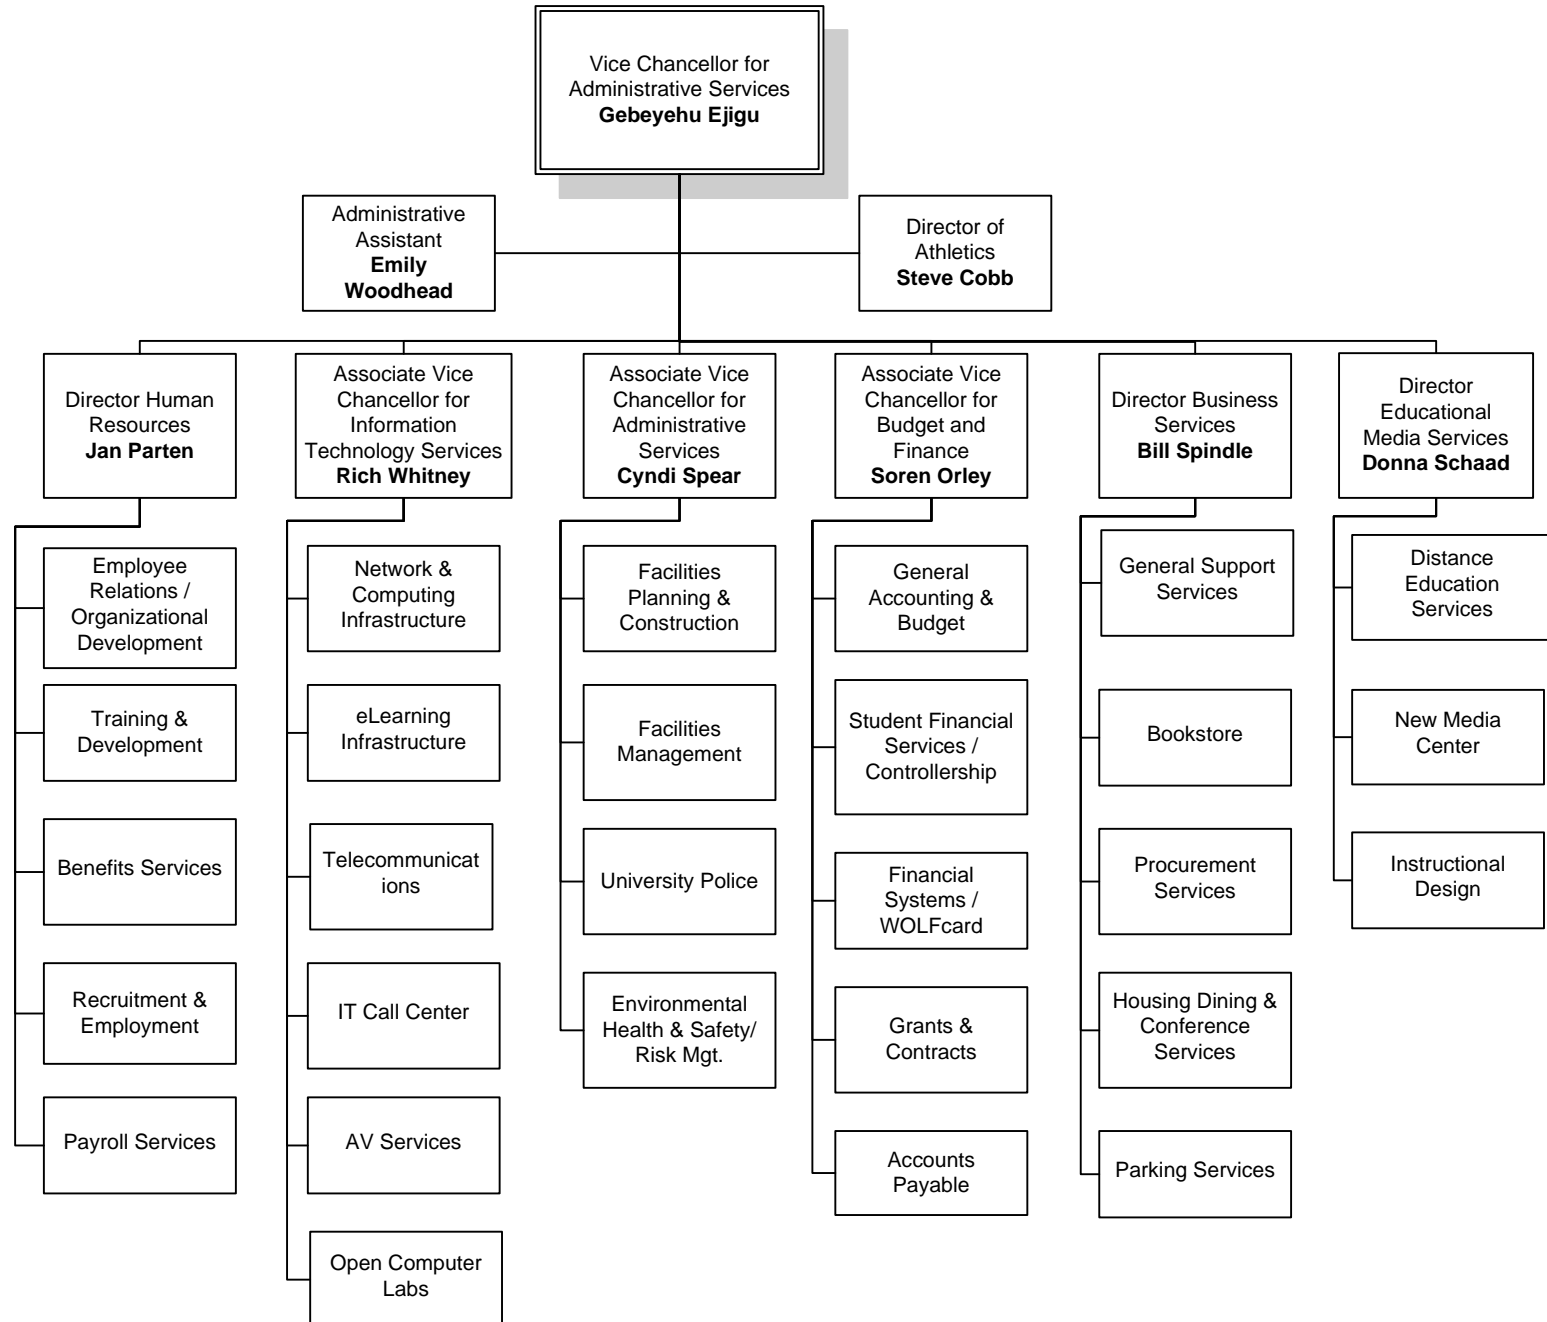 Vice Chancellor for
Administrative Services
Gebeyehu Ejigu
Administrative
Assistant
Emily
Woodhead
Director of
Athletics
Steve Cobb
Director Human
Resources
Jan Parten
Associate Vice
Chancellor for
Information
Technology Services
Rich Whitney
Associate Vice
Chancellor for
Administrative
Services
Cyndi Spear
Associate Vice
Chancellor for
Budget and
Finance
Soren Orley
Director Business
Services
Bill Spindle
Director
Educational
Media Services
Donna Schaad
Employee
Relations /
Organizational
Development
Training &
Development
Benefits Services
Recruitment &
Employment
Payroll Services
Network &
Computing
Infrastructure
eLearning
Infrastructure
Telecommunicat
ions
IT Call Center
AV Services
Open Computer
Labs
Facilities
Planning &
Construction
Facilities
Management
University Police
Environmental
Health & Safety/
Risk Mgt.
General
Accounting &
Budget
Student Financial
Services /
Controllership
Financial
Systems /
WOLFcard
Grants &
Contracts
Accounts
Payable
General Support
Services
Bookstore
Procurement
Services
Housing Dining &
Conference
Services
Parking Services
Distance
Education
Services
New Media
Center
Instructional
Design